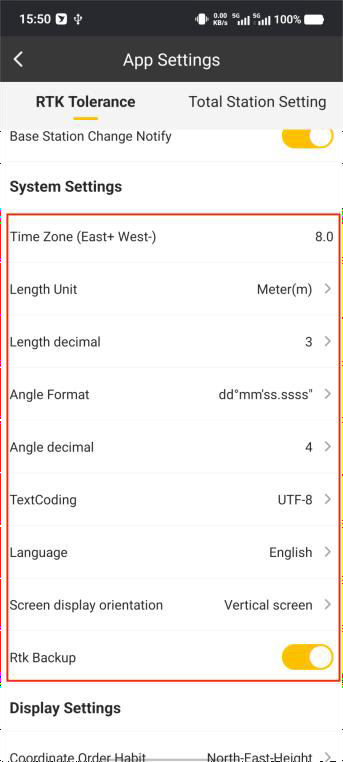 15:50 0.00 KB/s 5G 5G 100%
App Settings
RTK Tolerance Total Station Setting
Base Station Change Notify
System Settings
Time Zone (East+ West-) 8.0
Length Unit Meter(m)
Length decimal 3
Angle Format dd°mm'ss.ssss"
Angle decimal 4
TextCoding UTF-8
Language English
Screen display orientation Vertical screen
Rtk Backup
Display Settings
Coordinate Order Habit North-East-Height